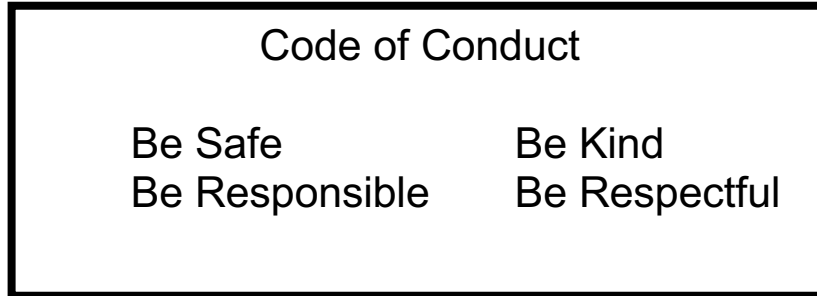 Code of Conduct
Be Safe Be Kind
Be Responsible Be Respectful